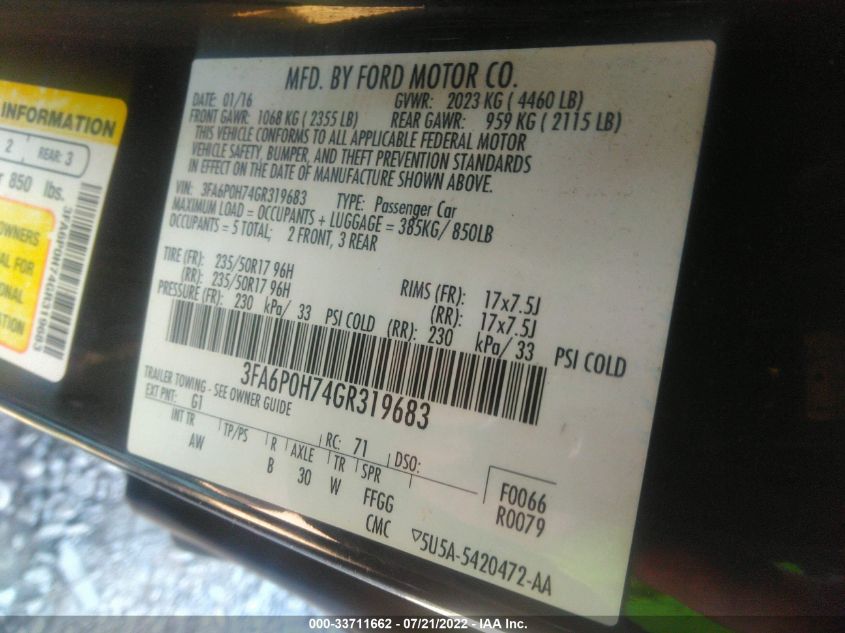 INFORMATION
2 REAR: 3
r 850 lbs.
WNERS
AL FOR
ONAL
ATION
3FA6P0H74GR319683
MFD. BY FORD MOTOR CO.
DATE: 01/16 GVWR: 2023 KG ( 4460 LB)
FRONT GAWR: 1068 KG ( 2355 LB) REAR GAWR: 959 KG ( 2115 LB)
THIS VEHICLE CONFORMS TO ALL APPLICABLE FEDERAL MOTOR
VEHICLE SAFETY, BUMPER, AND THEFT PREVENTION STANDARDS
IN EFFECT ON THE DATE OF MANUFACTURE SHOWN ABOVE.
VIN: 3FA6P0H74GR319683 TYPE: Passenger Car
MAXIMUM LOAD = OCCUPANTS + LUGGAGE = 385KG/ 850LB
OCCUPANTS = 5 TOTAL; 2 FRONT, 3 REAR
TIRE (FR): 235/50R17 96H RIMS (FR): 17x7.5J
(RR): 235/50R17 96H (RR): 17x7.5J
PRESSURE (FR): 230 kPa/ 33 PSI COLD (RR): 230 kPa/ 33 PSI COLD
3FA6P0H74GR319683
TRAILER TOWING - SEE OWNER GUIDE
EXT PNT: G1 RC: 71 DSO:
INT TR TP/PS R AXLE TR SPR
AW B 30 W FFGG
CMC
F0066
R0079
▽5U5A-5420472-AA
000-33711662 - 07/21/2022 - IAA Inc.